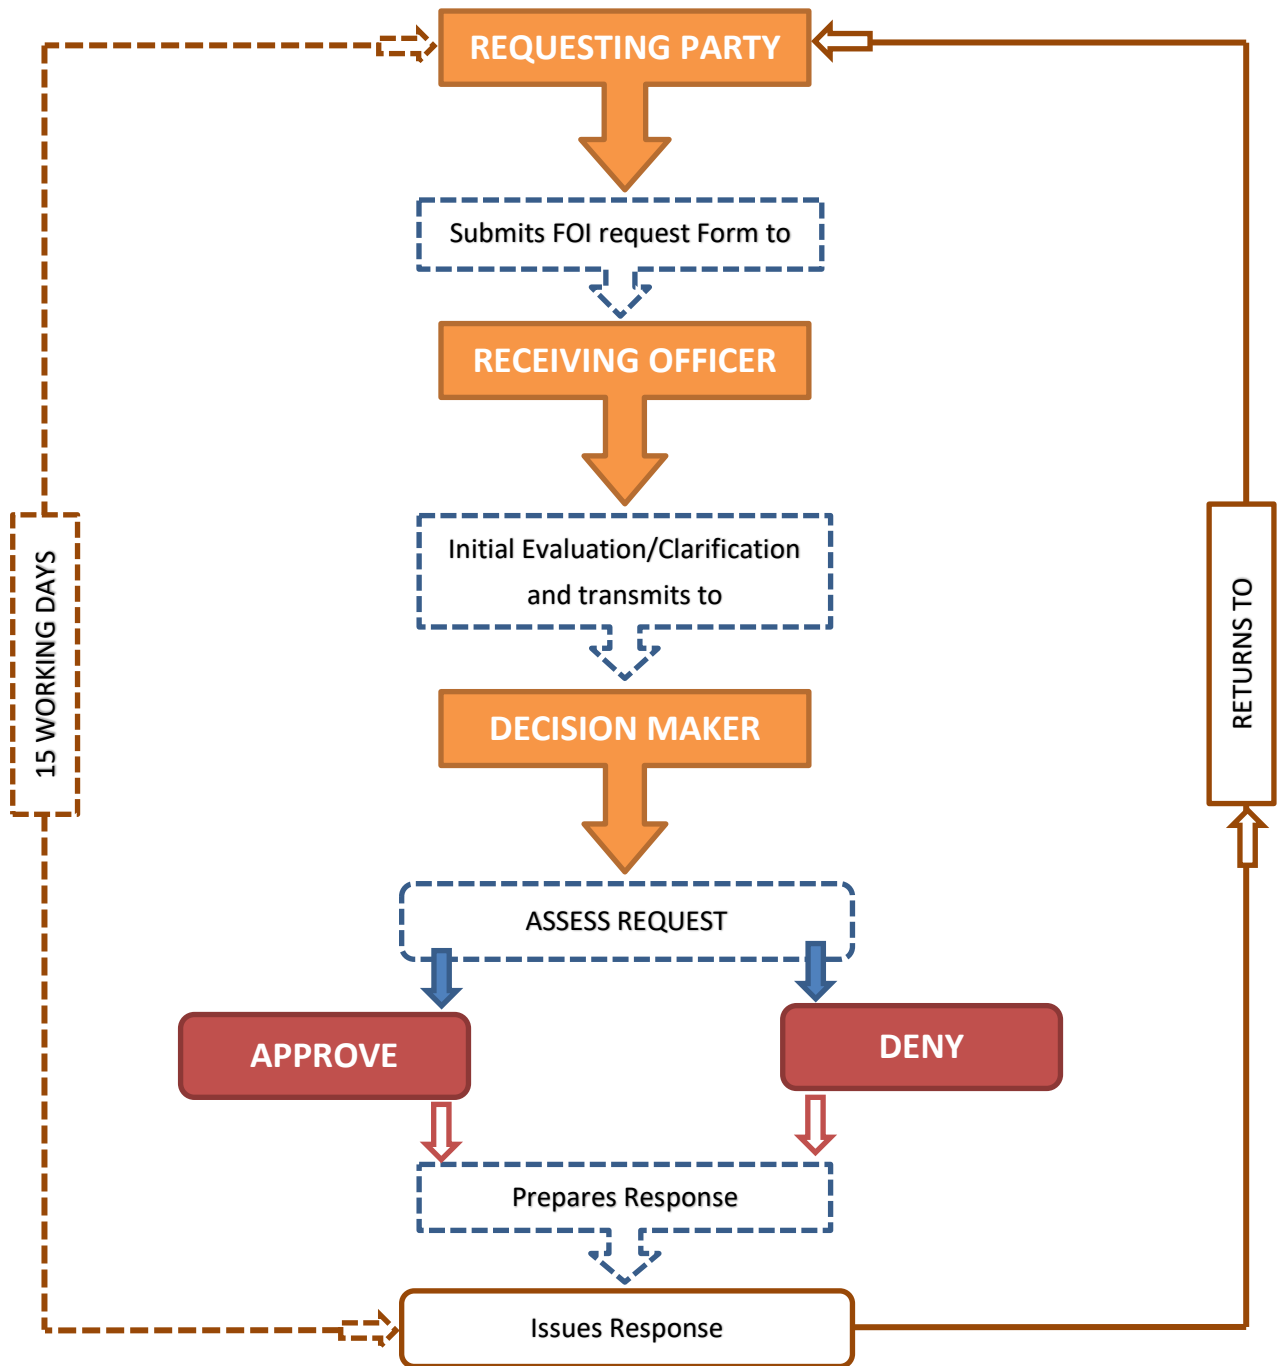 REQUESTING PARTY
Submits FOI request Form to
RECEIVING OFFICER
Initial Evaluation/Clarification
and transmits to
15 WORKING DAYS
RETURNS TO
DECISION MAKER
ASSESS REQUEST
APPROVE
DENY
Prepares Response
Issues Response